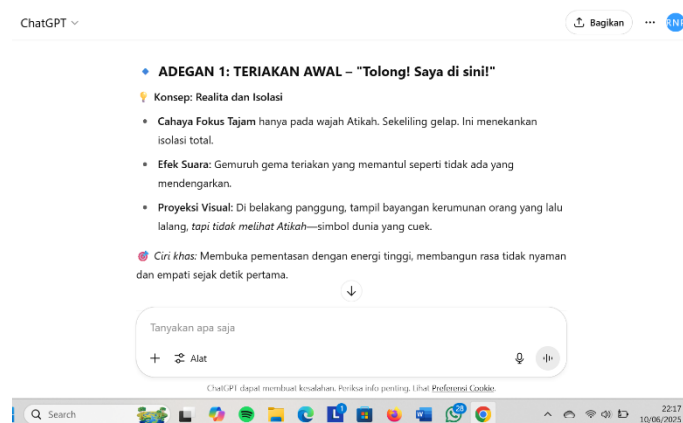 ChatGPT
Bagikan
RNF
ADEGAN 1: TERIAKAN AWAL – "Tolong! Saya di sini!"
Konsep: Realita dan Isolasi
Cahaya Fokus Tajam hanya pada wajah Atikah. Sekeliling gelap. Ini menekankan
isolasi total.
Efek Suara: Gemuruh gema teriakan yang memantul seperti tidak ada yang
mendengarkan.
Proyeksi Visual: Di belakang panggung, tampil bayangan kerumunan orang yang lalu
lalang, tapi tidak melihat Atikah—simbol dunia yang cuek.
Ciri khas: Membuka pementasan dengan energi tinggi, membangun rasa tidak nyaman
dan empati sejak detik pertama.
Tanyakan apa saja
Alat
ChatGPT dapat membuat kesalahan. Periksa info penting. Lihat Preferensi Cookie.
Search
28
22:17
10/06/2025